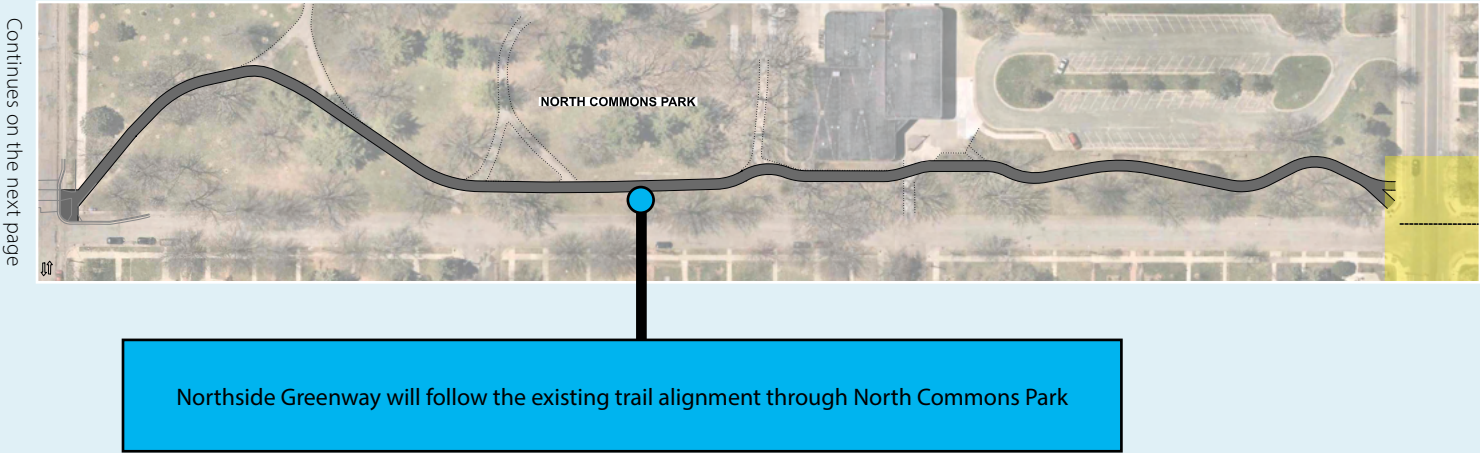 Continues on the next page
NORTH COMMONS PARK
Northside Greenway will follow the existing trail alignment through North Commons Park